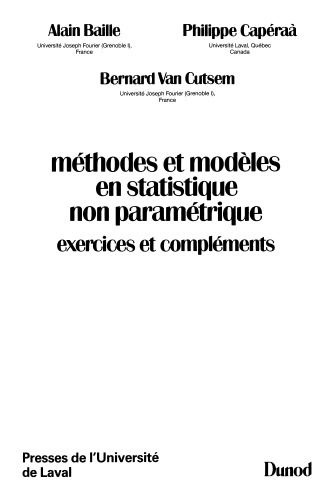 Alain Baille
Université Joseph Fourier (Grenoble I),
France
Philippe Capéraà
Université Laval, Québec
Canada
Bernard Van Cutsem
Université Joseph Fourier (Grenoble I),
France
méthodes et modèles
en statistique
non paramétrique
exercices et compléments
Presses de l'Université
de Laval
Dunod